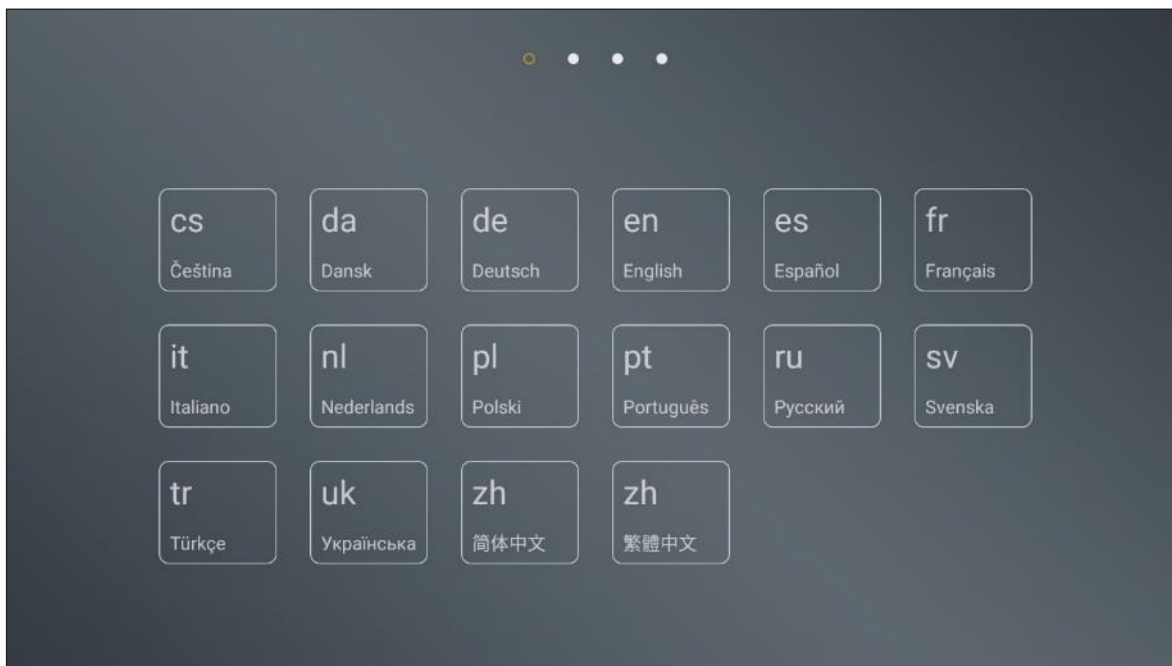 cs
Čeština
da
Dansk
de
Deutsch
en
English
es
Español
fr
Français
it
Italiano
nl
Nederlands
pl
Polski
pt
Português
ru
Русский
sv
Svenska
tr
Türkçe
uk
Українська
zh
简体中文
zh
繁體中文